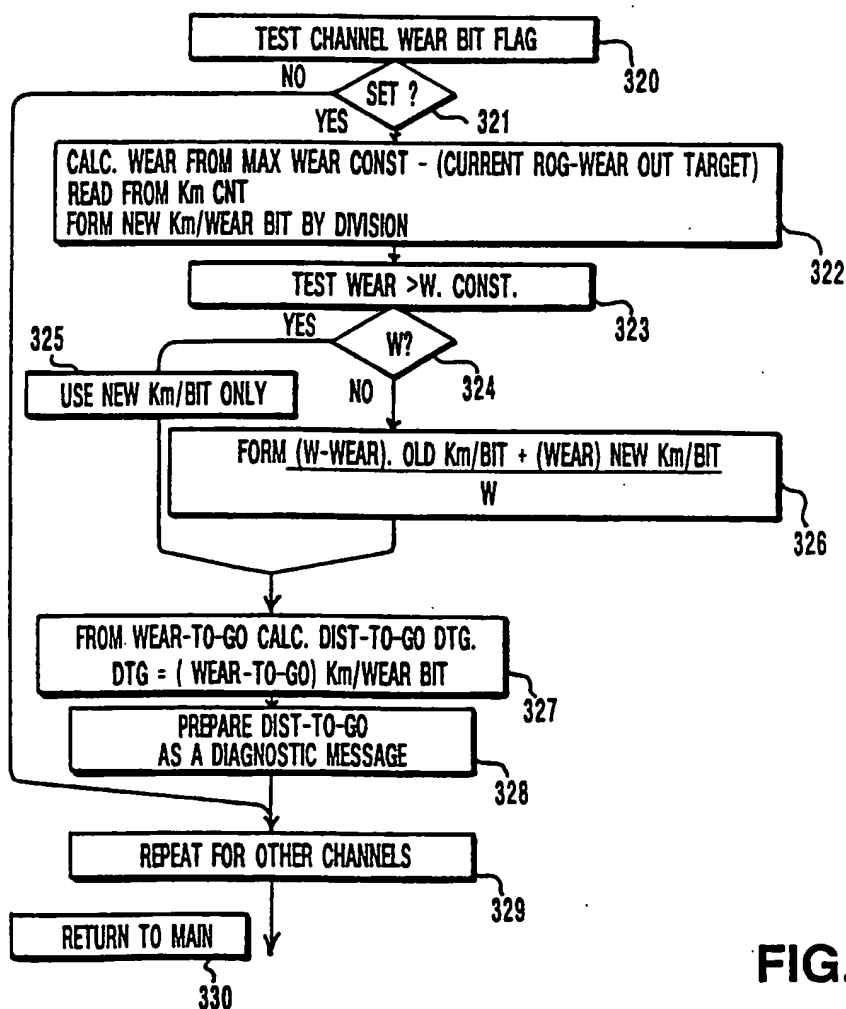 TEST CHANNEL WEAR BIT FLAG
320
NO
SET ?
321
YES
CALC. WEAR FROM MAX WEAR CONST - (CURRENT ROG-WEAR OUT TARGET)
READ FROM Km CNT
FORM NEW Km/WEAR BIT BY DIVISION
322
TEST WEAR >W. CONST.
323
325
YES
W?
324
USE NEW Km/BIT ONLY
NO
FORM (W-WEAR). OLD Km/BIT + (WEAR) NEW Km/BIT
W
326
FROM WEAR-TO-GO CALC. DIST-TO-GO DTG.
DTG = ( WEAR-TO-GO) Km/WEAR BIT
327
PREPARE DIST-TO-GO
AS A DIAGNOSTIC MESSAGE
328
REPEAT FOR OTHER CHANNELS
329
RETURN TO MAIN
330
FIG.